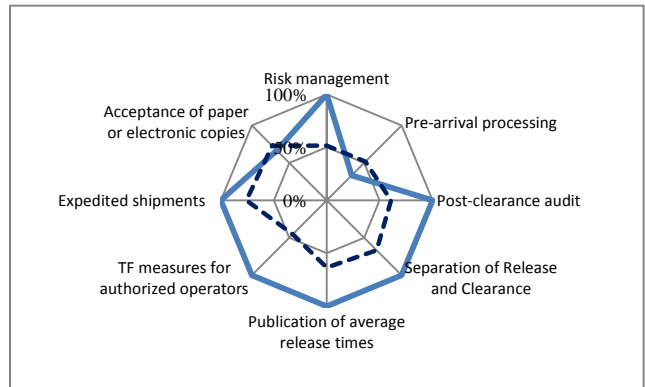 Risk management
100%
Acceptance of paper
or electronic copies
Pre-arrival processing
50%
Expedited shipments
0%
Post-clearance audit
TF measures for
authorized operators
Separation of Release
and Clearance
Publication of average
release times